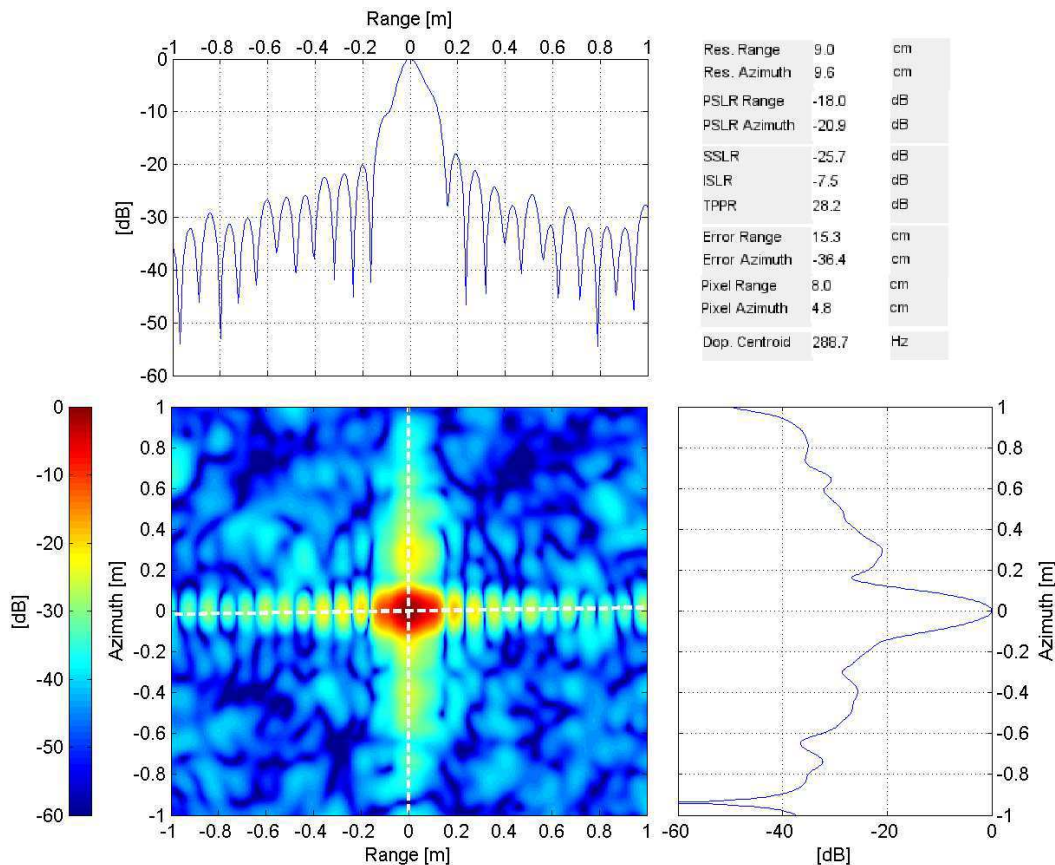 Range [m]
-1 -0.8 -0.6 -0.4 -0.2 0 0.2 0.4 0.6 0.8 1
0
-10
-20
-30
-40
-50
-60
[dB]
Res. Range 9.0 cm
Res. Azimuth 9.6 cm
PSLR Range -18.0 dB
PSLR Azimuth -20.9 dB
SSLR -25.7 dB
ISLR -7.5 dB
TPPR 28.2 dB
Error Range 15.3 cm
Error Azimuth -36.4 cm
Pixel Range 8.0 cm
Pixel Azimuth 4.8 cm
Dop. Centroid 288.7 Hz
0
-10
-20
-30
-40
-50
-60
[dB]
1
0.8
0.6
0.4
0.2
0
-0.2
-0.4
-0.6
-0.8
-1
Azimuth [m]
-1 -0.8 -0.6 -0.4 -0.2 0 0.2 0.4 0.6 0.8 1
Range [m]
1
0.8
0.6
0.4
0.2
0
-0.2
-0.4
-0.6
-0.8
-1
Azimuth [m]
-60 -40 -20 0
[dB]